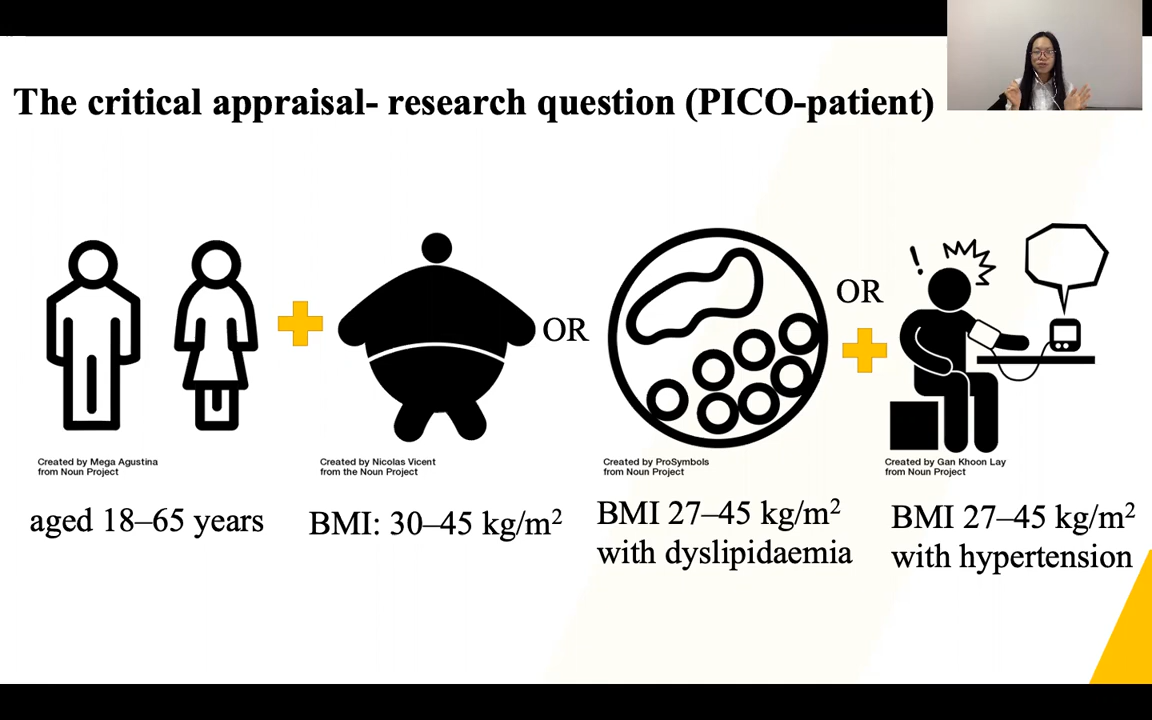 The critical appraisal- research question (PICO-patient)
OR
OR
Created by Mega Agustina
from Noun Project
Created by Nicolas Vicent
from the Noun Project
Created by ProSymbols
from Noun Project
Created by Gan Khoon Lay
from Noun Project
aged 18–65 years
BMI: 30–45 kg/m²
BMI 27–45 kg/m²
with dyslipidaemia
BMI 27–45 kg/m²
with hypertension